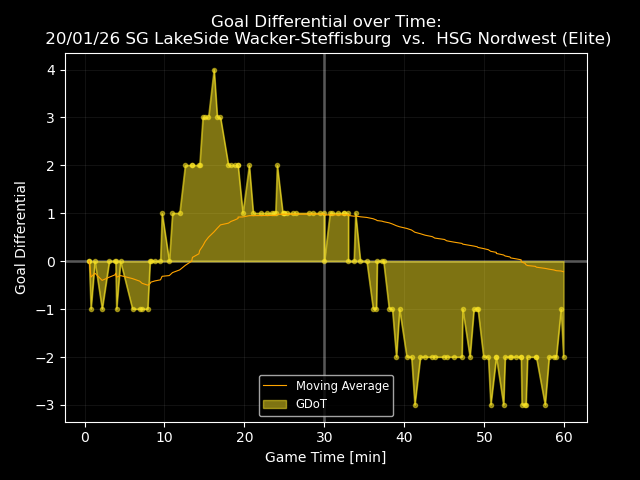 Goal Differential over Time:
20/01/26 SG LakeSide Wacker-Steffisburg  vs.  HSG Nordwest (Elite)
4
3
2
1
0
−1
−2
−3
Goal Differential
Moving Average
GDoT
0 10 20 30 40 50 60
Game Time [min]